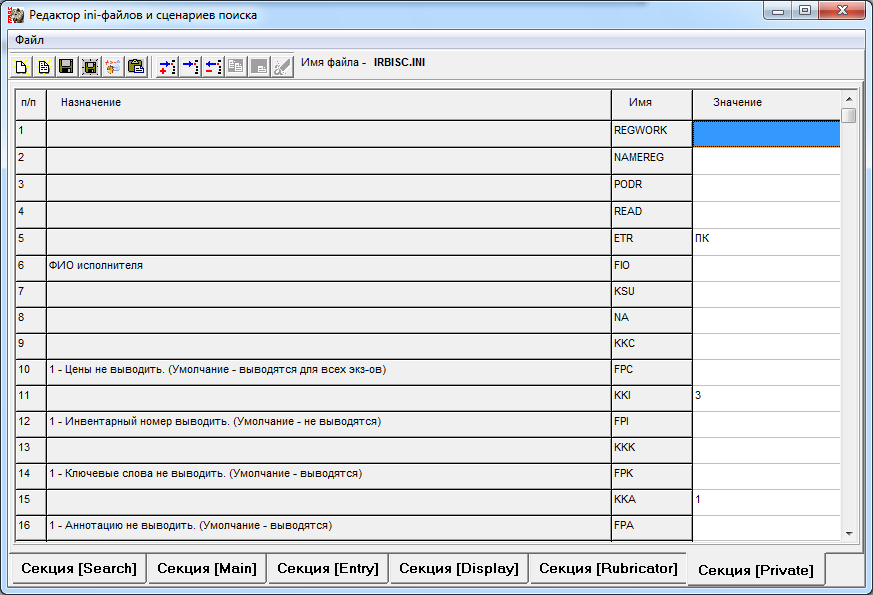 Редактор ini-файлов и сценариев поиска
Файл
Имя файла - IRBISC.INI
п/п Назначение Имя Значение
1 REGWORK
2 NAMEREG
3 PODR
4 READ
5 ETR ПК
6 ФИО исполнителя FIO
7 KSU
8 NA
9 KKC
10 1 - Цены не выводить. (Умолчание - выводятся для всех экз-ов) FPC
11 KKI 3
12 1 - Инвентарный номер выводить. (Умолчание - не выводятся) FPI
13 KKK
14 1 - Ключевые слова не выводить. (Умолчание - выводятся) FPK
15 KKA 1
16 1 - Аннотацию не выводить. (Умолчание - выводятся) FPA
Секция [Search] Секция [Main] Секция [Entry] Секция [Display] Секция [Rubricator] Секция [Private]